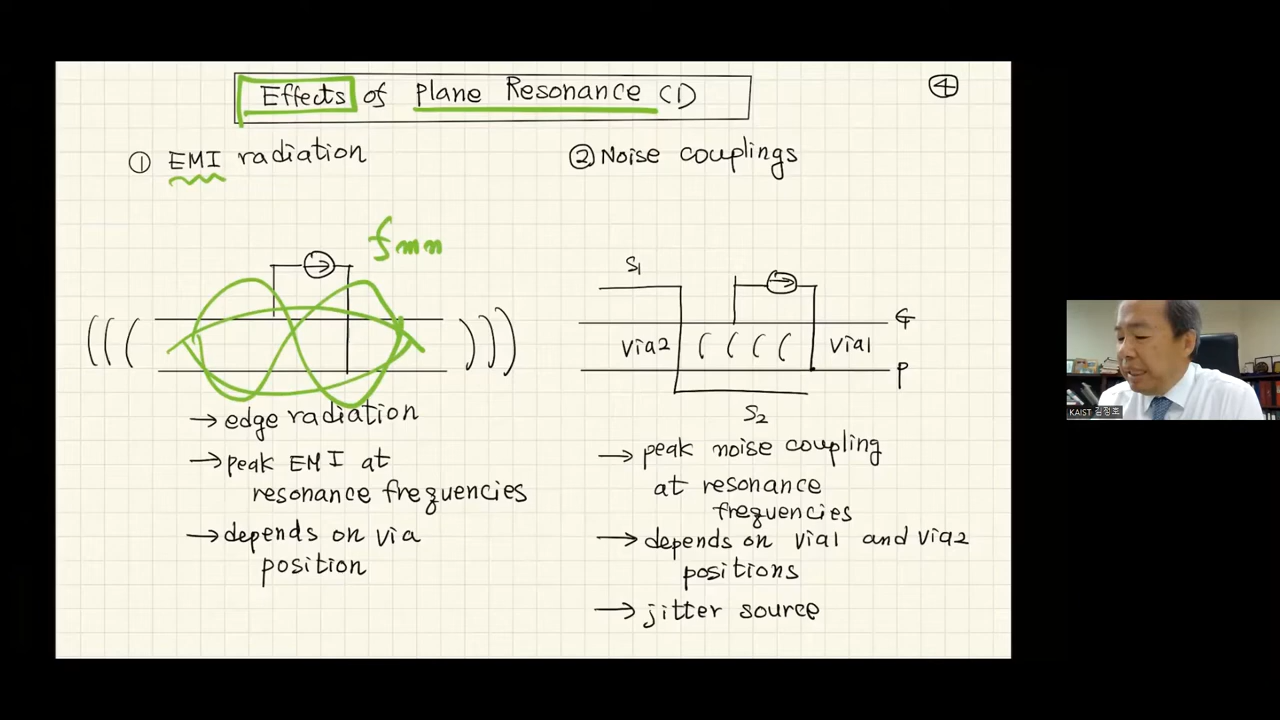 Effects of Plane Resonance (I)
④
① EMI radiation
fmn
→ edge radiation
→ peak EMI at
resonance frequencies
→ depends on via
position
② Noise couplings
S1
G
via2
via1
P
S2
→ peak noise coupling
at resonance
frequencies
→ depends on via1 and via2
positions
→ jitter source
KAIST 김정호